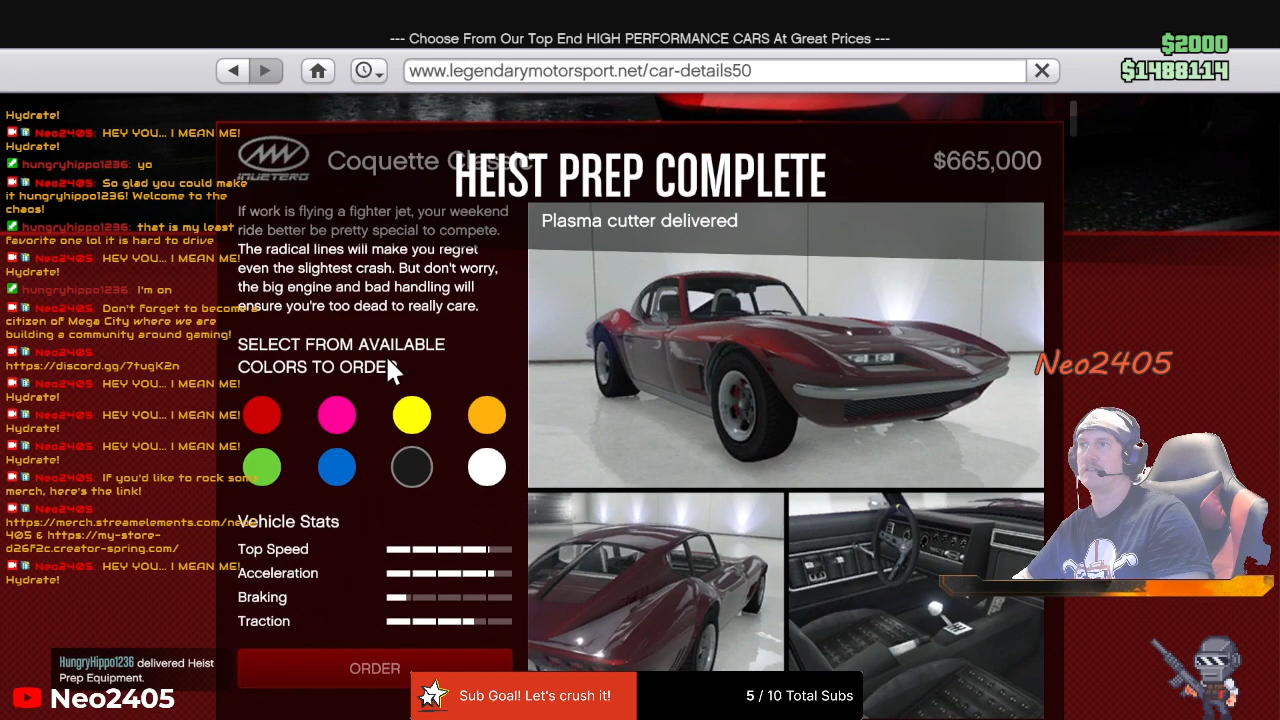 --- Choose From Our Top End HIGH PERFORMANCE CARS At Great Prices ---
$2000
$1488114
www.legendarymotorsport.net/car-details50
Hydrate!
Neo2405: HEY YOU... I MEAN ME!
Hydrate!
hungryhippo1236: yo
Neo2405: So glad you could make
it hungryhippo1236! Welcome to the
chaos!
hungryhippo1236: that is my least
favorite one lol it is hard to drive
Neo2405: HEY YOU... I MEAN ME!
Hydrate!
hungryhippo1236 I'm on
Neo2405: Don't forget to become
citizen of Mega City where we are
building a community around gaming!
Neo2405:
https://discord.gg/7tugK2n
Neo2405: HEY YOU... I MEAN ME!
Hydrate!
Neo2405: HEY YOU... I MEAN ME!
Hydrate!
Neo2405: HEY YOU... I MEAN ME!
Hydrate!
Neo2405: If you'd like to rock some
merch, here's the link!
Neo2405:
https://merch.streamelements.com/neo2
405 & https://my-store-
d26f2c.creator-spring.com/
Neo2405: HEY YOU... I MEAN ME!
Hydrate!
INVETERO
Coquette Classic
$665,000
HEIST PREP COMPLETE
Plasma cutter delivered
If work is flying a fighter jet, your weekend
ride better be pretty special to compete.
The radical lines will make you regret
even the slightest crash. But don't worry,
the big engine and bad handling will
ensure you're too dead to really care.
SELECT FROM AVAILABLE
COLORS TO ORDER
Vehicle Stats
Top Speed
Acceleration
Braking
Traction
ORDER
Neo2405
HungryHippo1236 delivered Heist
Prep Equipment.
Neo2405
Sub Goal! Let's crush it!
5 / 10 Total Subs